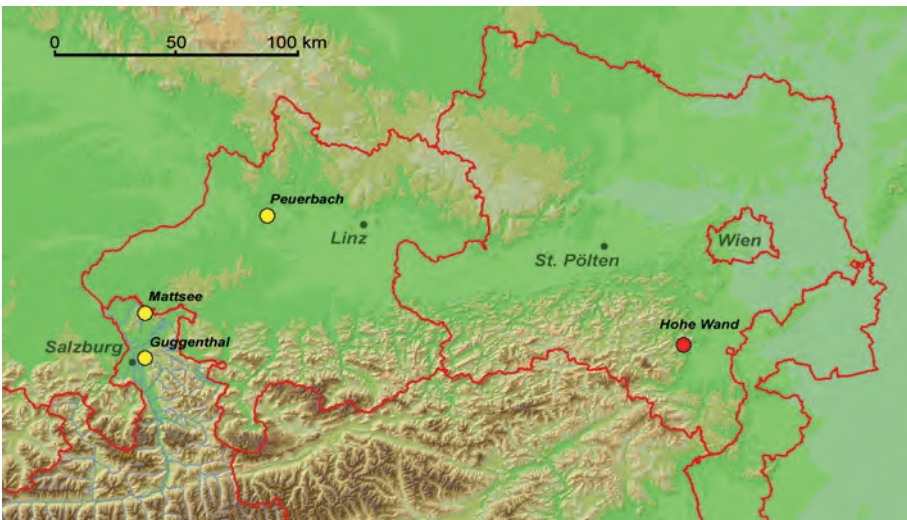 0 50 100 km
Peuerbach
Linz
Wien
St. Pölten
Mattsee
Hohe Wand
Guggenthal
Salzburg